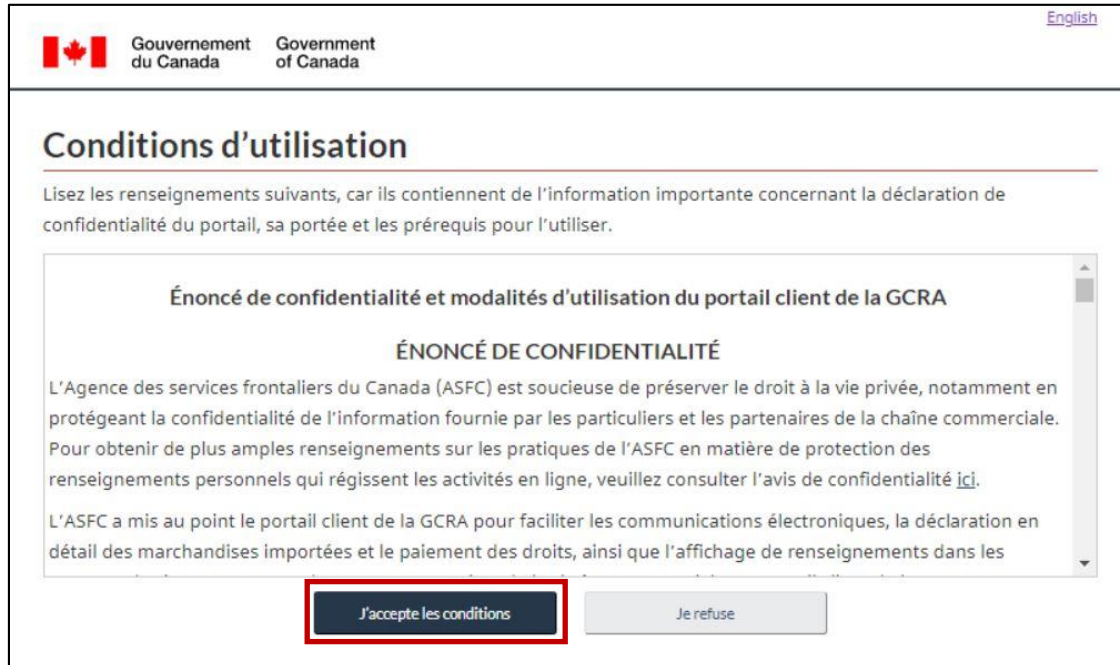 English
Gouvernement du Canada
Government of Canada
Conditions d'utilisation
Lisez les renseignements suivants, car ils contiennent de l'information importante concernant la déclaration de
confidentialité du portail, sa portée et les prérequis pour l'utiliser.
Énoncé de confidentialité et modalités d'utilisation du portail client de la GCRA
ÉNONCÉ DE CONFIDENTIALITÉ
L'Agence des services frontaliers du Canada (ASFC) est soucieuse de préserver le droit à la vie privée, notamment en
protégeant la confidentialité de l'information fournie par les particuliers et les partenaires de la chaîne commerciale.
Pour obtenir de plus amples renseignements sur les pratiques de l'ASFC en matière de protection des
renseignements personnels qui régissent les activités en ligne, veuillez consulter l'avis de confidentialité ici.
L'ASFC a mis au point le portail client de la GCRA pour faciliter les communications électroniques, la déclaration en
détail des marchandises importées et le paiement des droits, ainsi que l'affichage de renseignements dans les
J'accepte les conditions
Je refuse